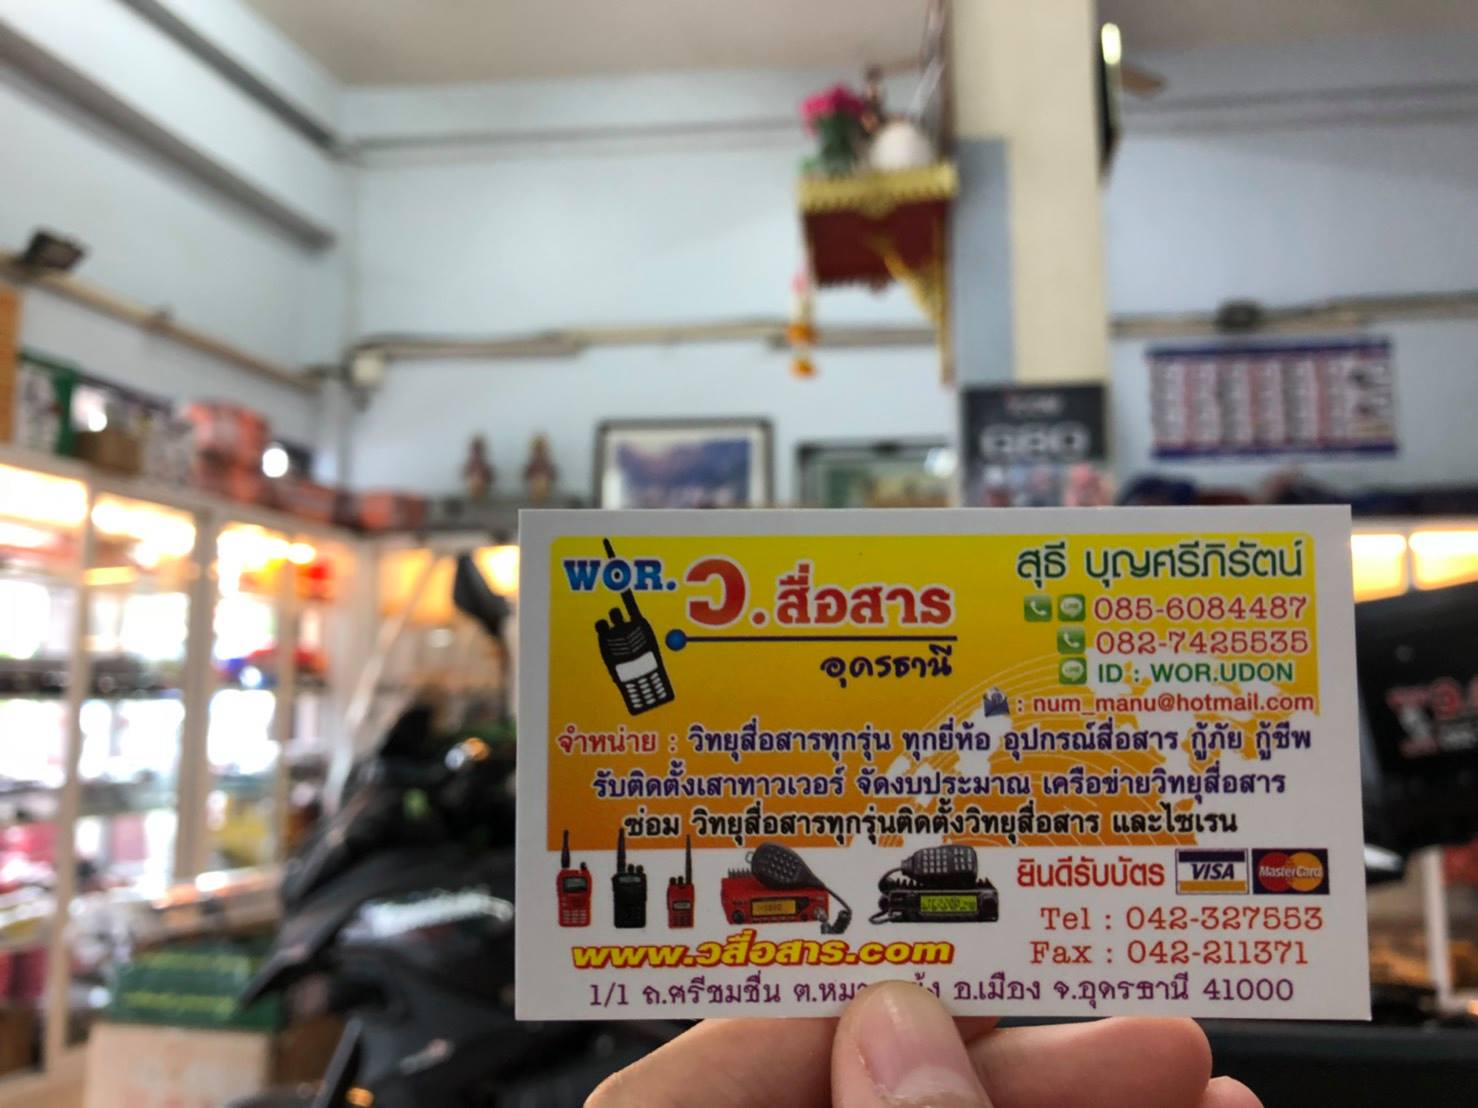 WOR. ว.สื่อสาร
อุดรธานี
สุธี บุญศรีภิรัตน์
085-6084487
082-7425535
ID : WOR.UDON
: num_manu@hotmail.com
จำหน่าย : วิทยุสื่อสารทุกรุ่น ทุกยี่ห้อ อุปกรณ์สื่อสาร กู้ภัย กู้ชีพ
รับติดตั้งเสาทาวเวอร์ จัดงบประมาณ เครือข่ายวิทยุสื่อสาร
ซ่อม วิทยุสื่อสารทุกรุ่นติดตั้งวิทยุสื่อสาร และไซเรน
ยินดีรับบัตร VISA MasterCard
Tel : 042-327553
Fax : 042-211371
www.วสื่อสาร.com
1/1 ถ.ศรีชมชื่น อ.เมือง จ.อุดรธานี 41000